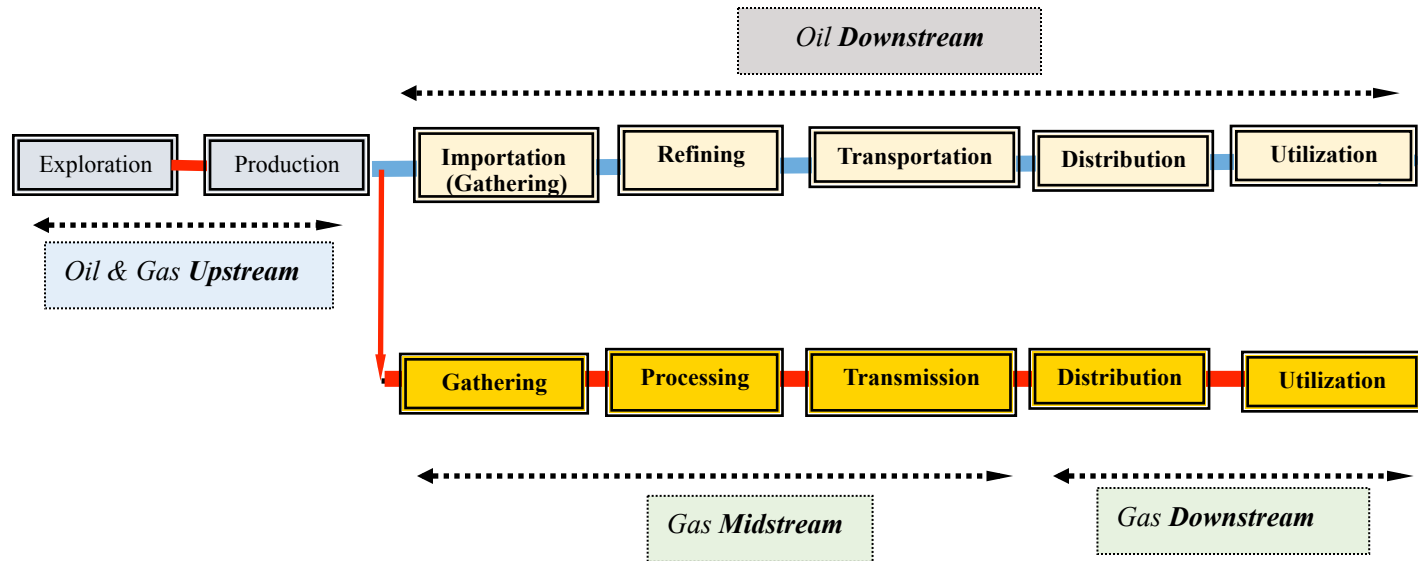 Oil Downstream
Exploration
Production
Importation
(Gathering)
Refining
Transportation
Distribution
Utilization
Oil & Gas Upstream
Gathering
Processing
Transmission
Distribution
Utilization
Gas Midstream
Gas Downstream